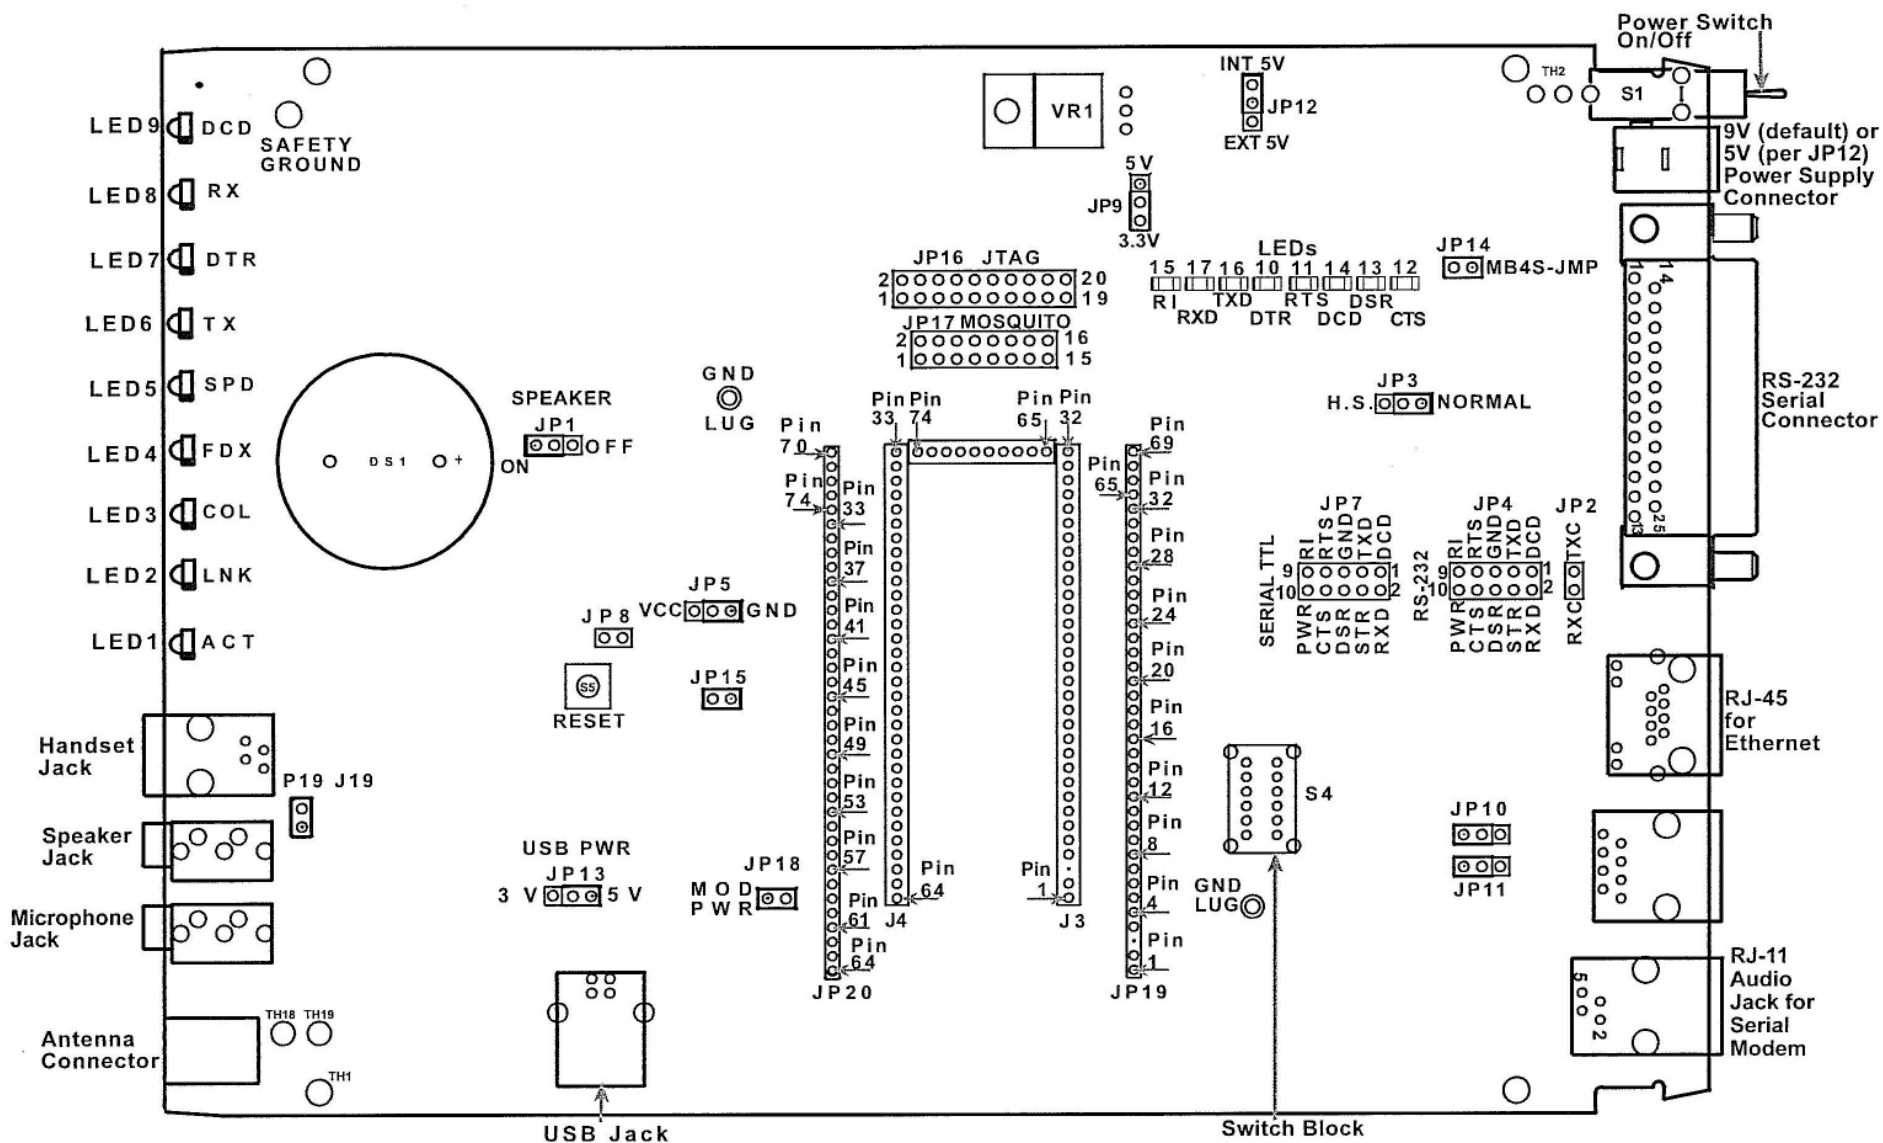 Power Switch
On/Off
INT 5V
JP12
EXT 5V
VR1
TH2
S1
9V (default) or
5V (per JP12)
Power Supply
Connector
LED9 DCD
SAFETY
GROUND
LED8 RX
LED7 DTR
LED6 TX
LED5 SPD
LED4 FDX
LED3 COL
LED2 LNK
LED1 ACT
5V
JP9
3.3V
JP16 JTAG
2 20
1 19
JP17 MOSQUITO
2 16
1 15
LEDs
15 17 16 10 11 14 13 12
RI TXD RTS DSR
RXD DTR DCD CTS
JP14
MB4S-JMP
1 14
13 25
RS-232
Serial
Connector
JP3
H.S. NORMAL
DS1 +
SPEAKER
JP1
ON OFF
GND
LUG
Pin
70
Pin
74
Pin
33
Pin
37
Pin
41
Pin
45
Pin
49
Pin
53
Pin
57
Pin
61
Pin
64
JP20
Pin Pin
33 74
Pin Pin
65 32
Pin
64
J4
Pin
1
J3
Pin
69
Pin
65
Pin
32
Pin
28
Pin
24
Pin
20
Pin
16
Pin
12
Pin
8
Pin
4
Pin
1
JP19
JP7
SERIAL TTL
RI RTS GND TXD DCD
9 1
10 2
PWR CTS DSR STR RXD
JP4
RS-232
RI RTS GND TXD DCD
9 1
10 2
PWR CTS DSR STR RXD
JP2
TXC
RXC
JP5
VCC GND
JP8
S5
RESET
JP15
Handset
Jack
P19 J19
Speaker
Jack
Microphone
Jack
Antenna
Connector
TH18 TH19
TH1
USB PWR
JP13
3 V 5 V
JP18
MOD
PWR
USB Jack
S4
GND
LUG
Switch Block
JP10
JP11
RJ-45
for
Ethernet
5
2
RJ-11
Audio
Jack for
Serial
Modem